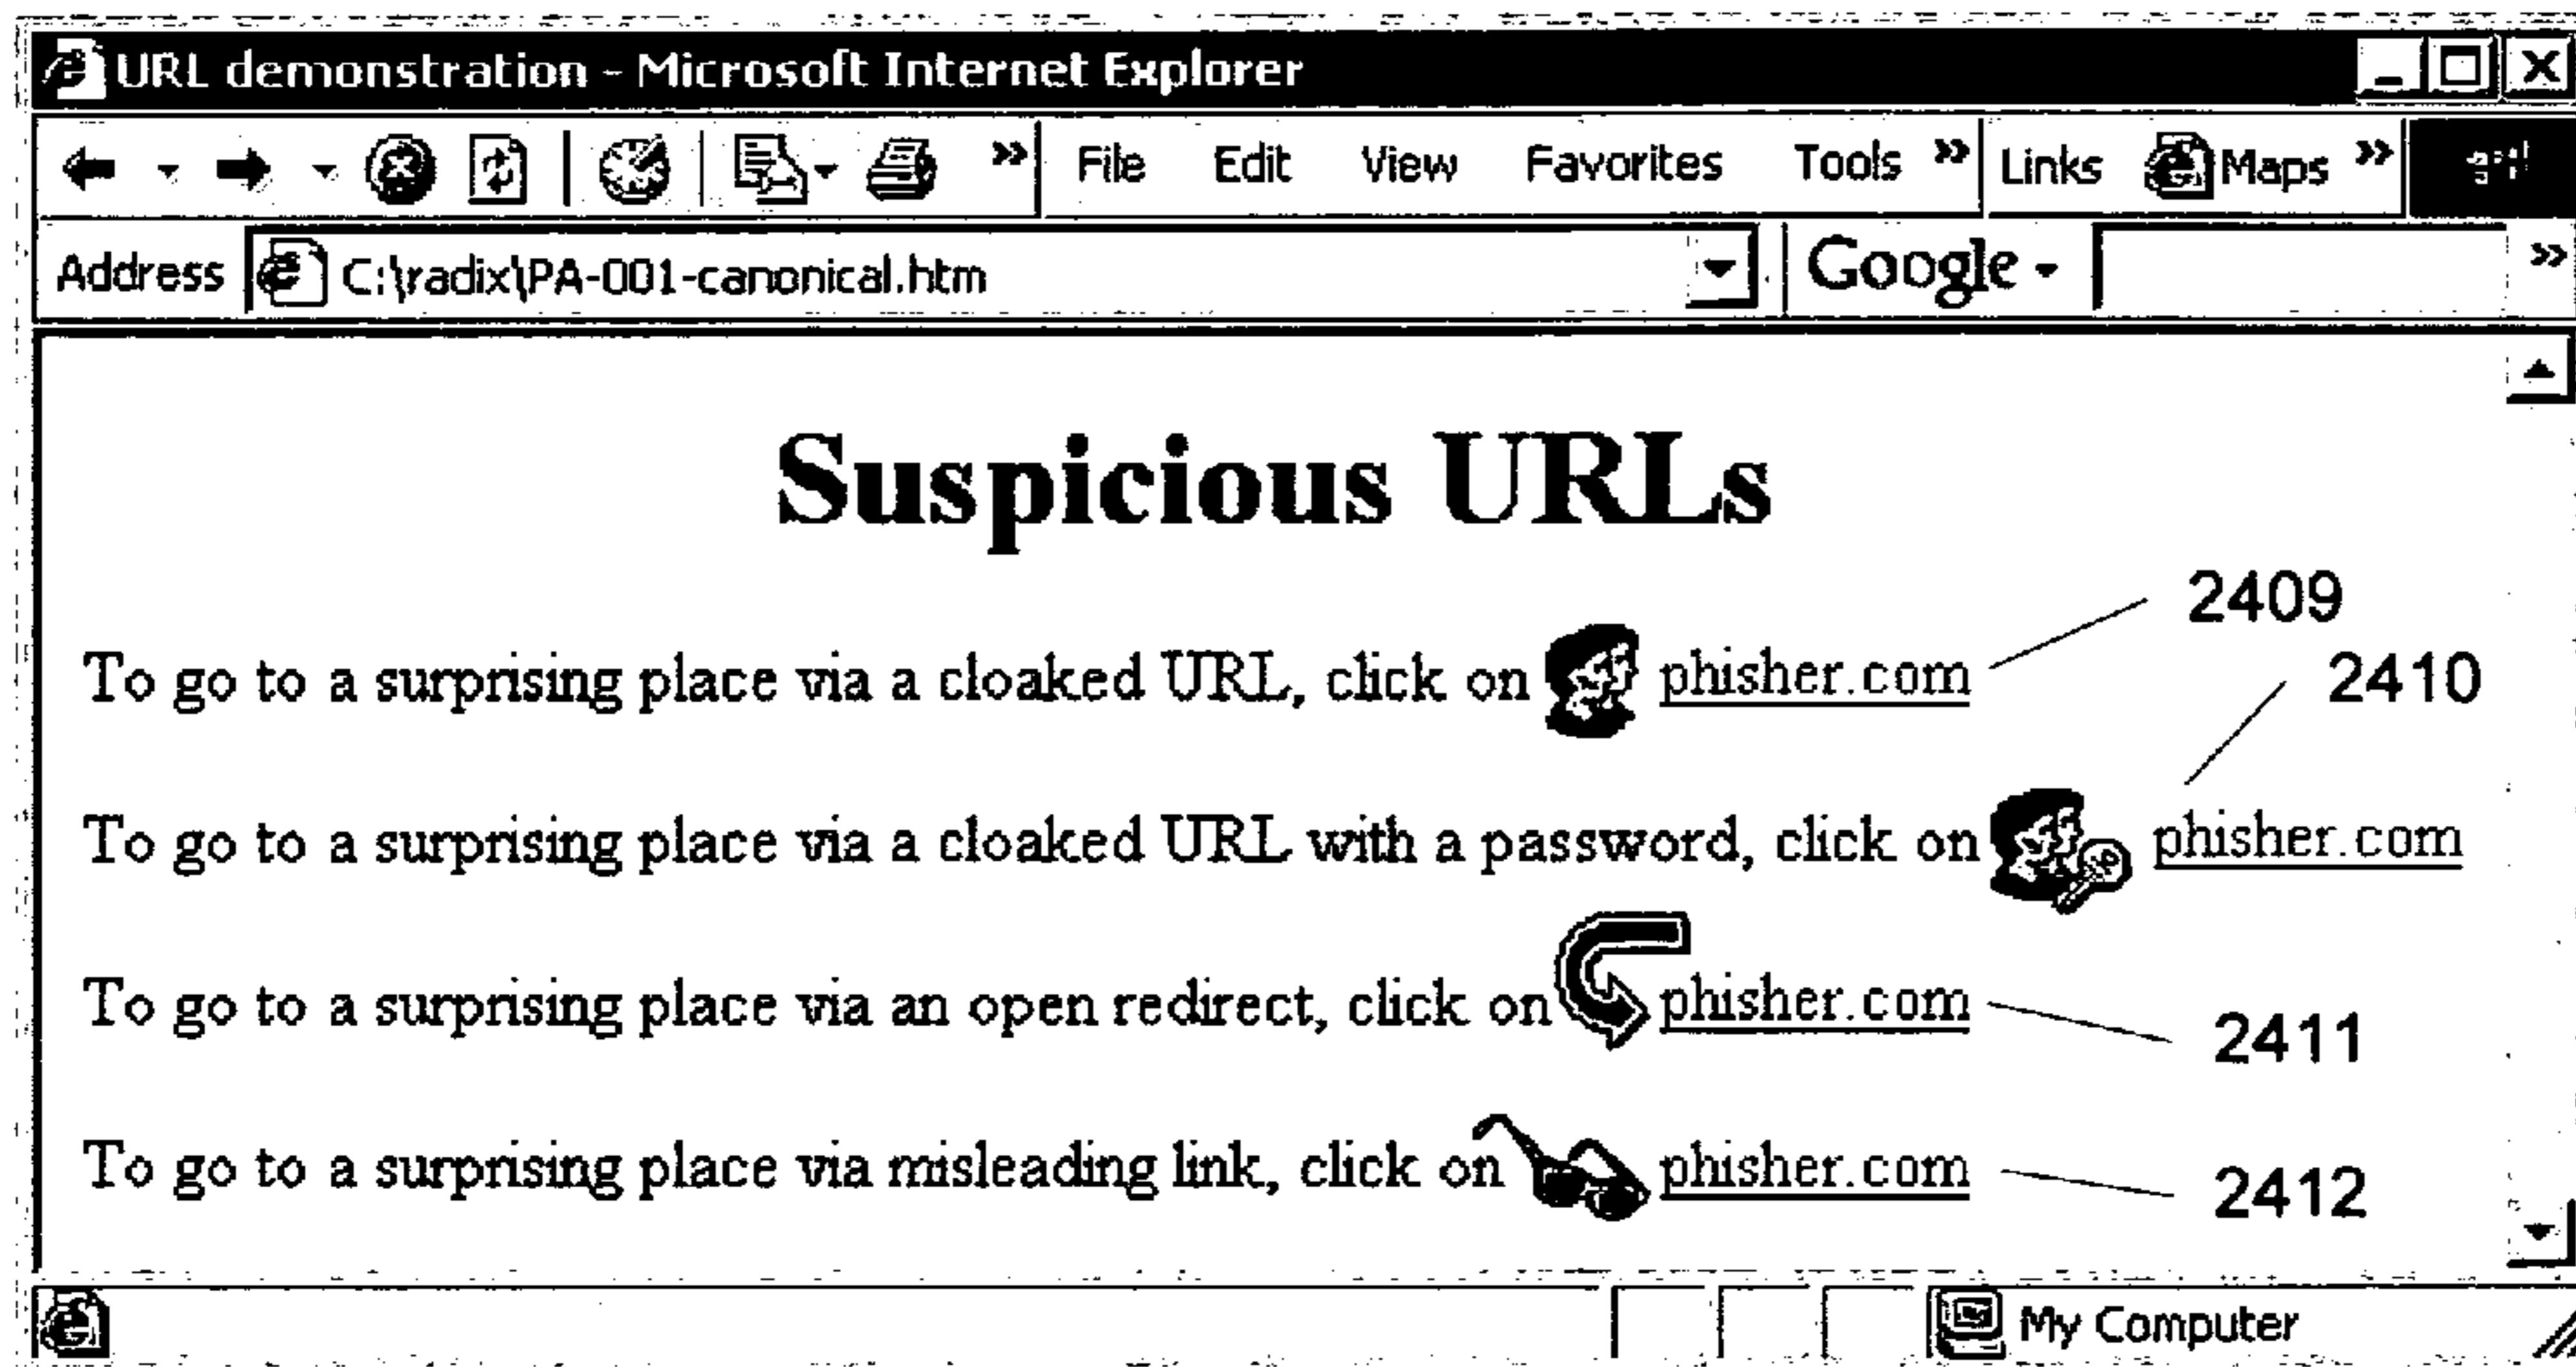 URL demonstration - Microsoft Internet Explorer
» File Edit View Favorites Tools » Links Maps »
Address C:\radix\PA-001-canonical.htm Google »
Suspicious URLs
2409
To go to a surprising place via a cloaked URL, click on phisher.com
2410
To go to a surprising place via a cloaked URL with a password, click on phisher.com
To go to a surprising place via an open redirect, click on phisher.com
2411
To go to a surprising place via misleading link, click on phisher.com
2412
My Computer